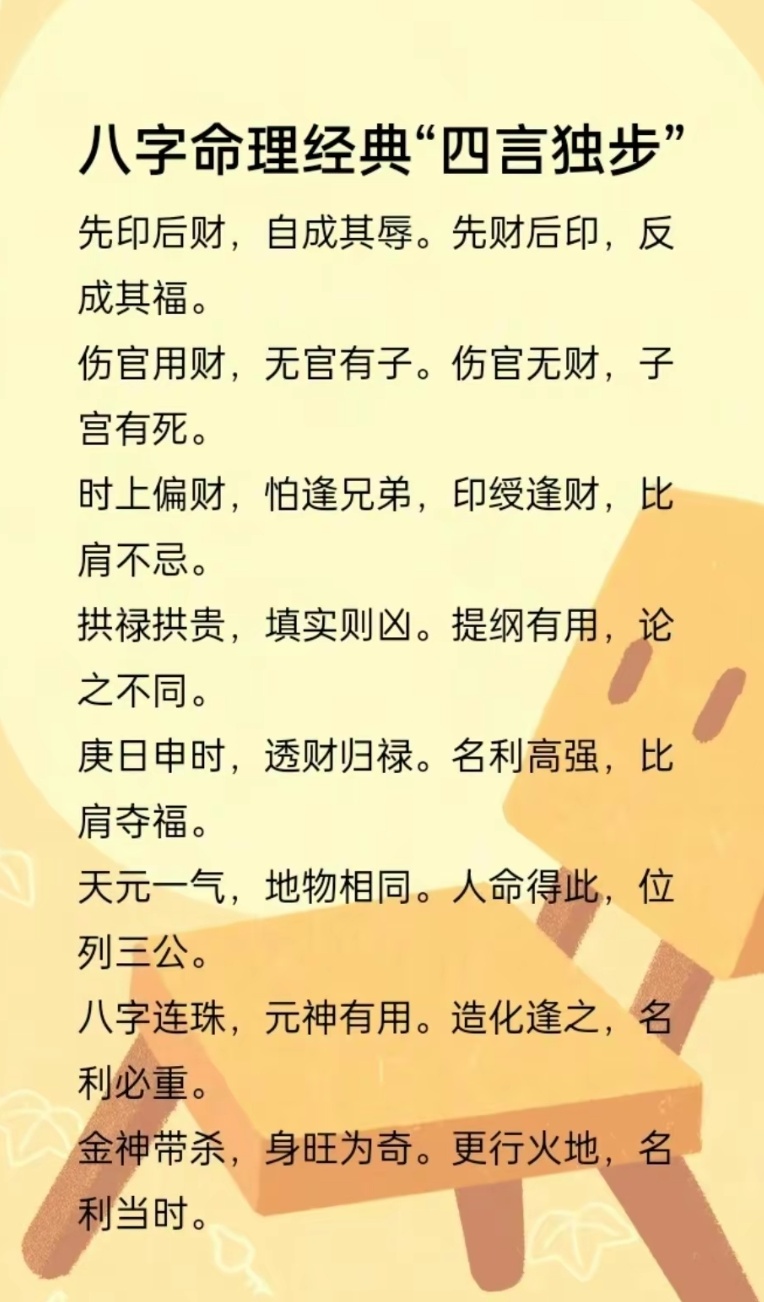 八字命理经典“四言独步”
先印后财，自成其辱。先财后印，反
成其福。
伤官用财，无官有子。伤官无财，子
宫有死。
时上偏财，怕逢兄弟，印绶逢财，比
肩不忌。
拱禄拱贵，填实则凶。提纲有用，论
之不同。
庚日申时，透财归禄。名利高强，比
肩夺福。
天元一气，地物相同。人命得此，位
列三公。
八字连珠，元神有用。造化逢之，名
利必重。
金神带杀，身旺为奇。更行火地，名
利当时。